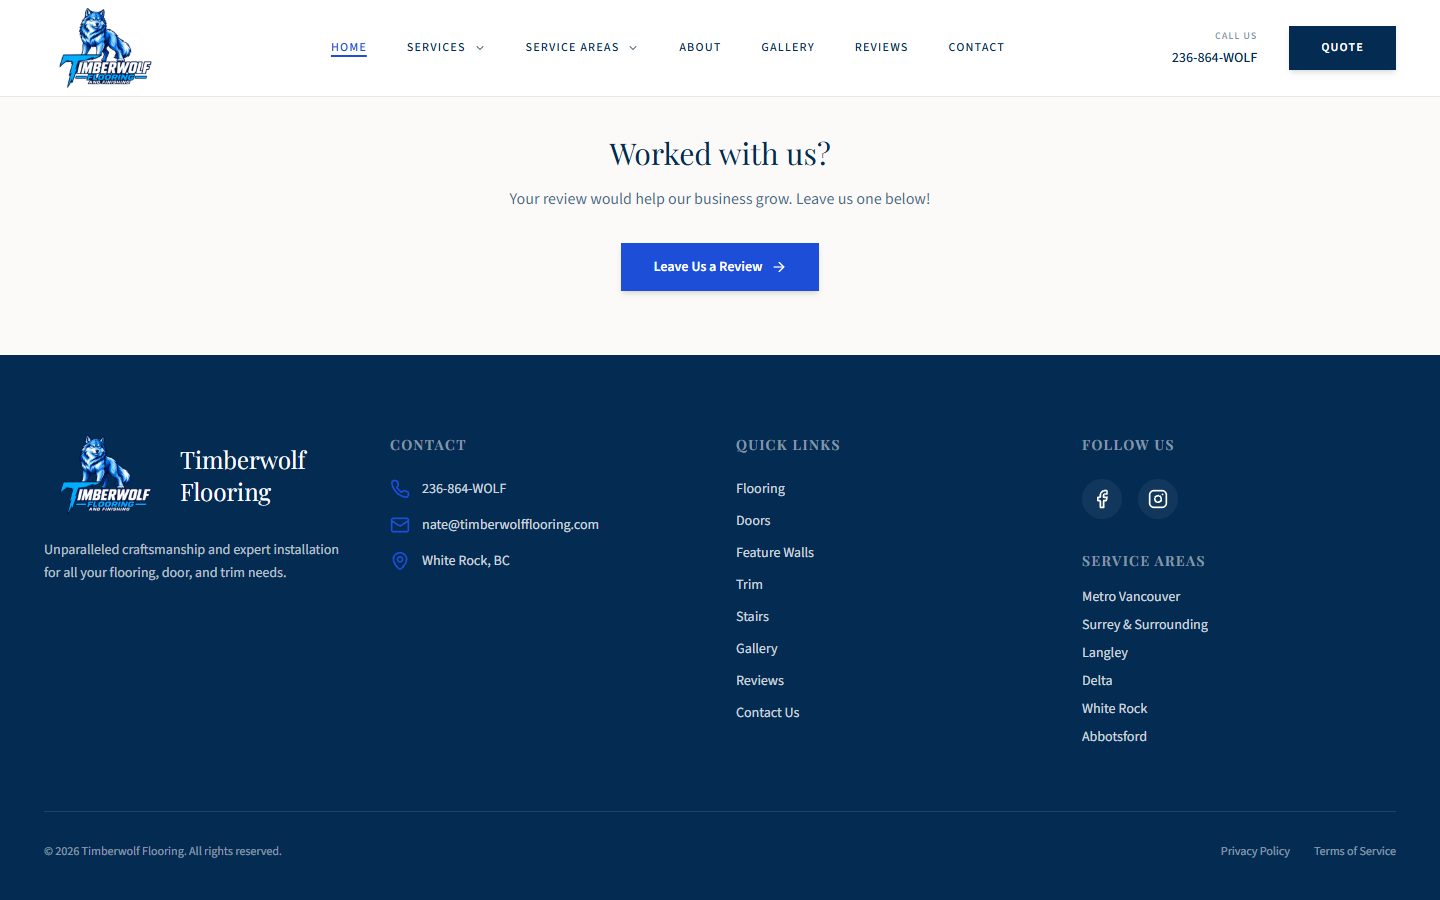 TIMBERWOLF
FLOORING
AND FINISHING
HOME
SERVICES
SERVICE AREAS
ABOUT
GALLERY
REVIEWS
CONTACT
CALL US
236-864-WOLF
QUOTE
Worked with us?
Your review would help our business grow. Leave us one below!
Leave Us a Review
TIMBERWOLF
FLOORING
AND FINISHING
Timberwolf
Flooring
Unparalleled craftsmanship and expert installation
for all your flooring, door, and trim needs.
CONTACT
236-864-WOLF
nate@timberwolfflooring.com
White Rock, BC
QUICK LINKS
Flooring
Doors
Feature Walls
Trim
Stairs
Gallery
Reviews
Contact Us
FOLLOW US
SERVICE AREAS
Metro Vancouver
Surrey & Surrounding
Langley
Delta
White Rock
Abbotsford
© 2026 Timberwolf Flooring. All rights reserved.
Privacy Policy
Terms of Service